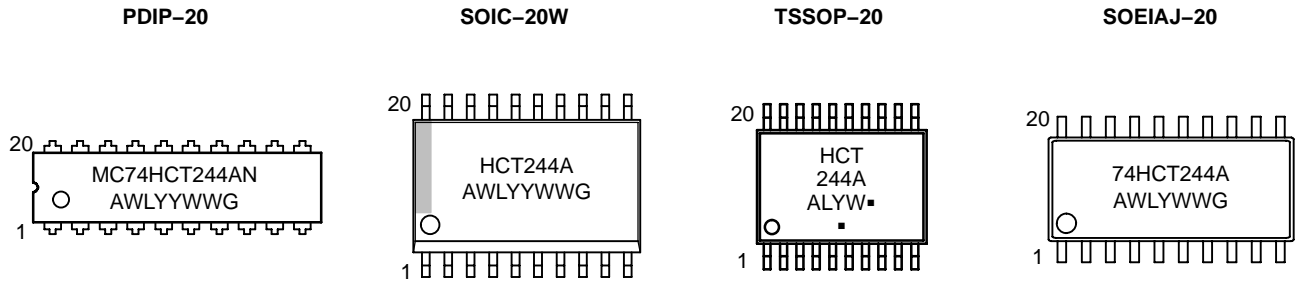 PDIP–20
SOIC–20W
TSSOP–20
SOEIAJ–20
20
MC74HCT244AN
AWLYYWWG
1
20
HCT244A
AWLYYWWG
1
20
HCT
244A
ALYW▪
▪
1
20
74HCT244A
AWLYWWG
1